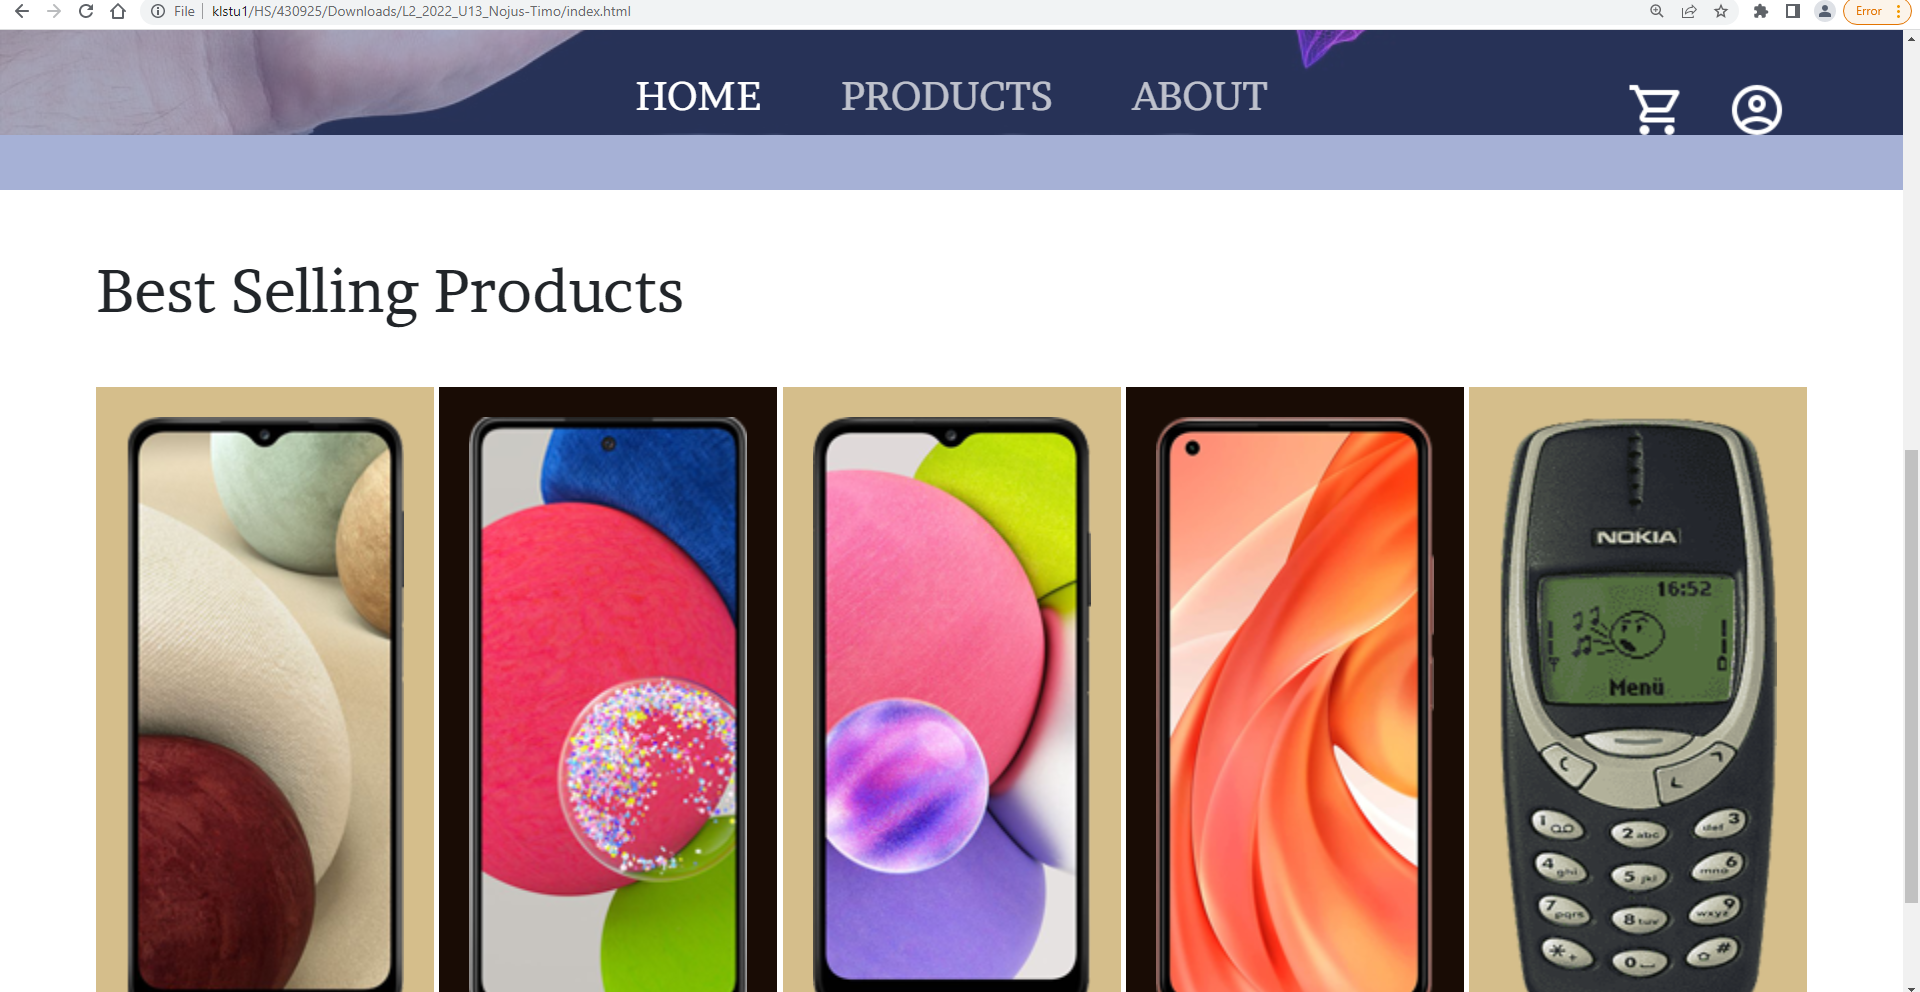 File klstu1/HS/430925/Downloads/L2_2022_U13_Nojus-Timo/index.html Error
HOME PRODUCTS ABOUT
Best Selling Products
NOKIA
16:52
Menü
1
2 abc
def 3
4 ghi
5 jkl
mno 6
7 pqrs
8 tuv
wxyz 9
* +
0
#